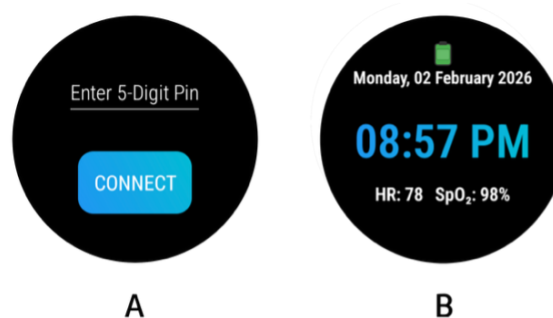 Enter 5-Digit Pin
CONNECT
A
Monday, 02 February 2026
08:57 PM
HR: 78 SpO₂: 98%
B